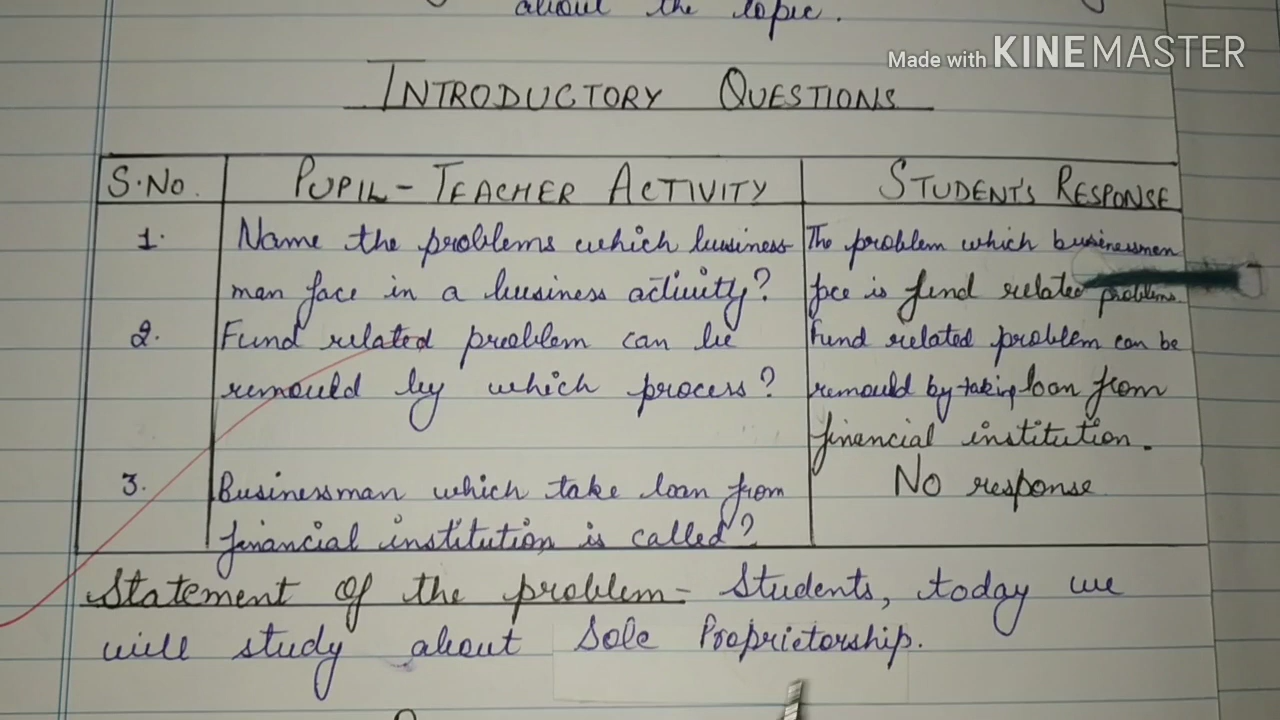 about the topic.
Made with KINEMASTER
INTRODUCTORY QUESTIONS
S.No. PUPIL-TEACHER ACTIVITY STUDENT'S RESPONSE
1. Name the problems which business The problem which businessmen
man face in a business activity? face is fund related problems.
2. Fund related problem can be Fund related problem can be
remould by which process? remould by taking loan from
financial institution.
3. Businessman which take loan from No response
financial institution is called?
Statement Of the problem- Students, today we
will study about Sole Proprietorship.